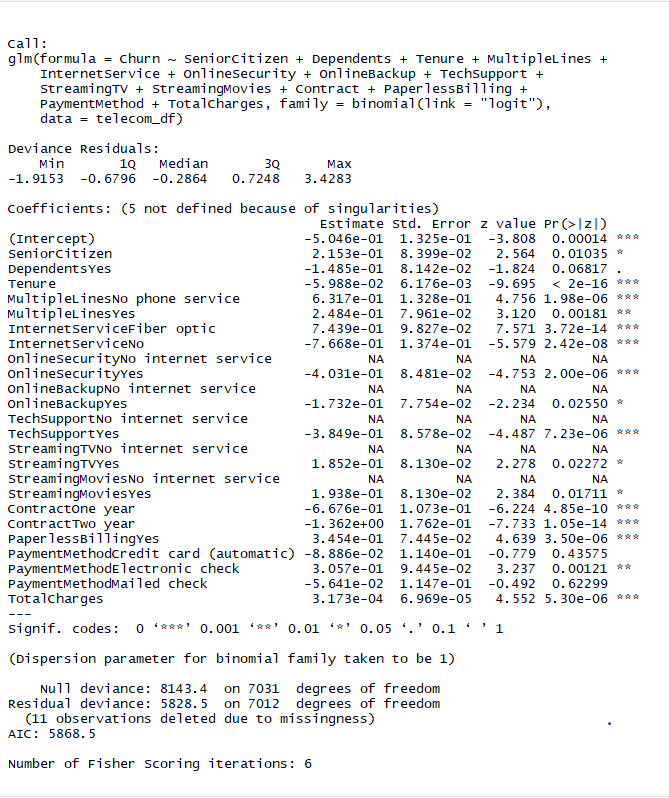 Call:
glm(formula = Churn ~ SeniorCitizen + Dependents + Tenure + MultipleLines +
    InternetService + OnlineSecurity + OnlineBackup + TechSupport +
    StreamingTV + StreamingMovies + Contract + PaperlessBilling +
    PaymentMethod + TotalCharges, family = binomial(link = "logit"),
    data = telecom_df)

Deviance Residuals:
    Min       1Q   Median       3Q      Max
-1.9153  -0.6796  -0.2864   0.7248   3.4283

Coefficients: (5 not defined because of singularities)
                                       Estimate Std. Error z value Pr(>|z|)
(Intercept)                          -5.046e-01  1.325e-01  -3.808  0.00014 ***
SeniorCitizen                         2.153e-01  8.399e-02   2.564  0.01035 *
DependentsYes                        -1.485e-01  8.142e-02  -1.824  0.06817 .
Tenure                               -5.988e-02  6.176e-03  -9.695  < 2e-16 ***
MultipleLinesNo phone service         6.317e-01  1.328e-01   4.756 1.98e-06 ***
MultipleLinesYes                      2.484e-01  7.961e-02   3.120  0.00181 **
InternetServiceFiber optic            7.439e-01  9.827e-02   7.571 3.72e-14 ***
InternetServiceNo                    -7.668e-01  1.374e-01  -5.579 2.42e-08 ***
OnlineSecurityNo internet service            NA         NA      NA       NA
OnlineSecurityYes                    -4.031e-01  8.481e-02  -4.753 2.00e-06 ***
OnlineBackupNo internet service              NA         NA      NA       NA
OnlineBackupYes                      -1.732e-01  7.754e-02  -2.234  0.02550 *
TechSupportNo internet service               NA         NA      NA       NA
TechSupportYes                       -3.849e-01  8.578e-02  -4.487 7.23e-06 ***
StreamingTVNo internet service               NA         NA      NA       NA
StreamingTVYes                        1.852e-01  8.130e-02   2.278  0.02272 *
StreamingMoviesNo internet service           NA         NA      NA       NA
StreamingMoviesYes                    1.938e-01  8.130e-02   2.384  0.01711 *
ContractOne year                     -6.676e-01  1.073e-01  -6.224 4.85e-10 ***
ContractTwo year                     -1.362e+00  1.762e-01  -7.733 1.05e-14 ***
PaperlessBillingYes                   3.454e-01  7.445e-02   4.639 3.50e-06 ***
PaymentMethodCredit card (automatic) -8.886e-02  1.140e-01  -0.779  0.43575
PaymentMethodElectronic check         3.057e-01  9.445e-02   3.237  0.00121 **
PaymentMethodMailed check            -5.641e-02  1.147e-01  -0.492  0.62299
TotalCharges                          3.173e-04  6.969e-05   4.552 5.30e-06 ***
---
Signif. codes:  0 ‘***’ 0.001 ‘**’ 0.01 ‘*’ 0.05 ‘.’ 0.1 ‘ ’ 1

(Dispersion parameter for binomial family taken to be 1)

    Null deviance: 8143.4  on 7031  degrees of freedom
Residual deviance: 5828.5  on 7012  degrees of freedom
  (11 observations deleted due to missingness)
AIC: 5868.5

Number of Fisher Scoring iterations: 6